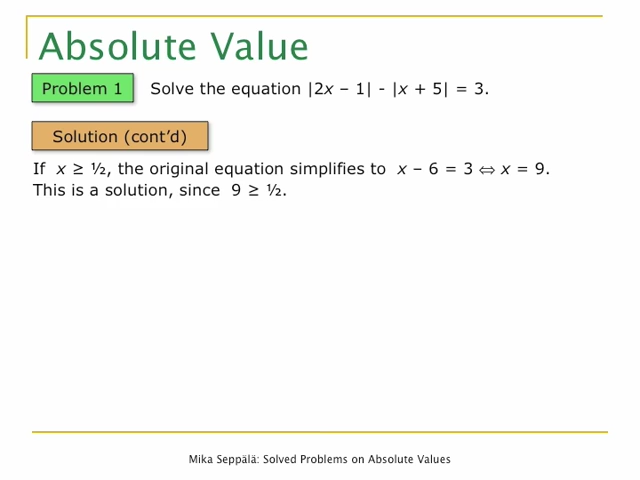 Absolute Value
Problem 1 Solve the equation |2x – 1| - |x + 5| = 3.
Solution (cont’d)
If x ≥ ½, the original equation simplifies to x – 6 = 3 ⇔ x = 9.
This is a solution, since 9 ≥ ½.
Mika Seppälä: Solved Problems on Absolute Values